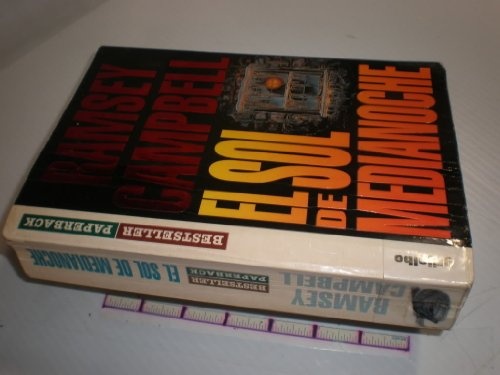 RAMSEY
CAMPBELL
EL SOL
DE
MEDIANOCHE
BESTSELLER
PAPERBACK
grijalbo
EL SOL DE MEDIANOCHE
BESTSELLER
PAPERBACK
RAMSEY
CAMPBELL